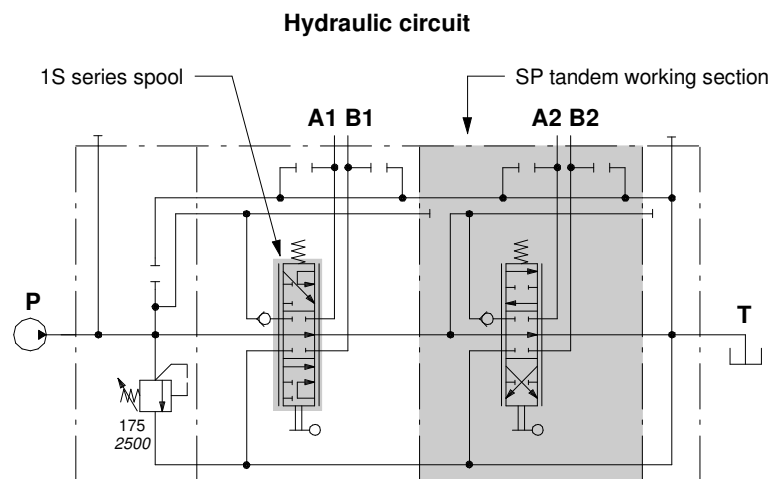 Hydraulic circuit
1S series spool
SP tandem working section
A1 B1
A2 B2
P
T
175
2500